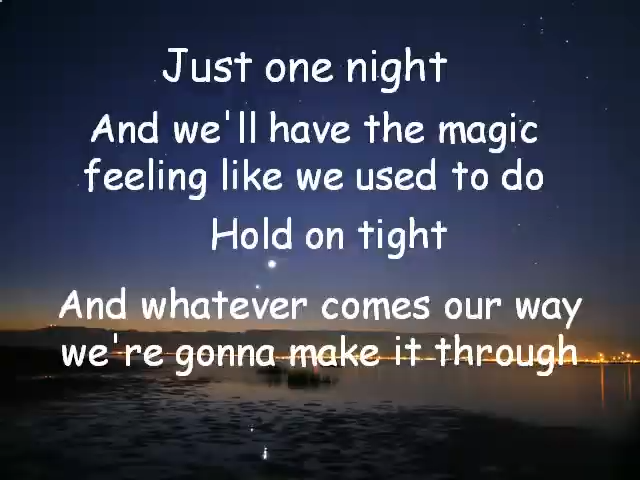 Just one night
And we'll have the magic
feeling like we used to do
Hold on tight
And whatever comes our way
we're gonna make it through